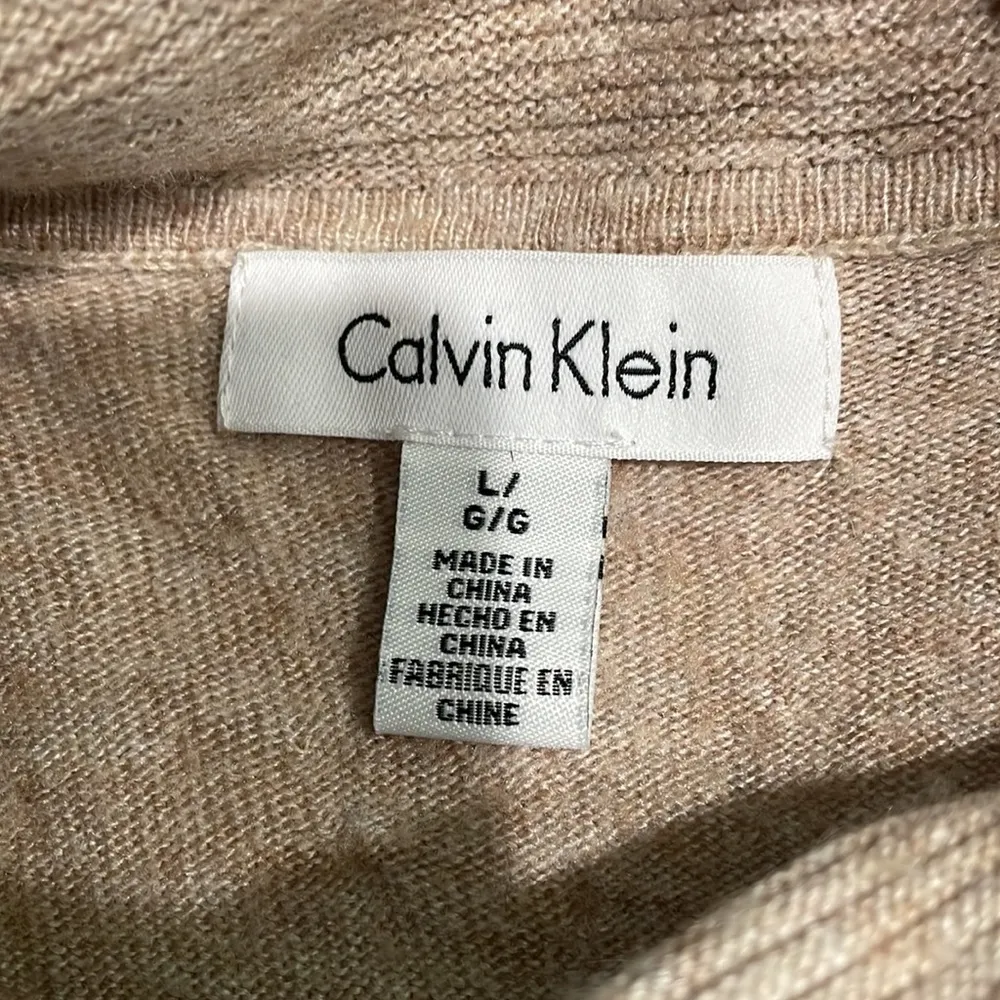 Calvin Klein
L/
G/G
MADE IN
CHINA
HECHO EN
CHINA
FABRIQUE EN
CHINE